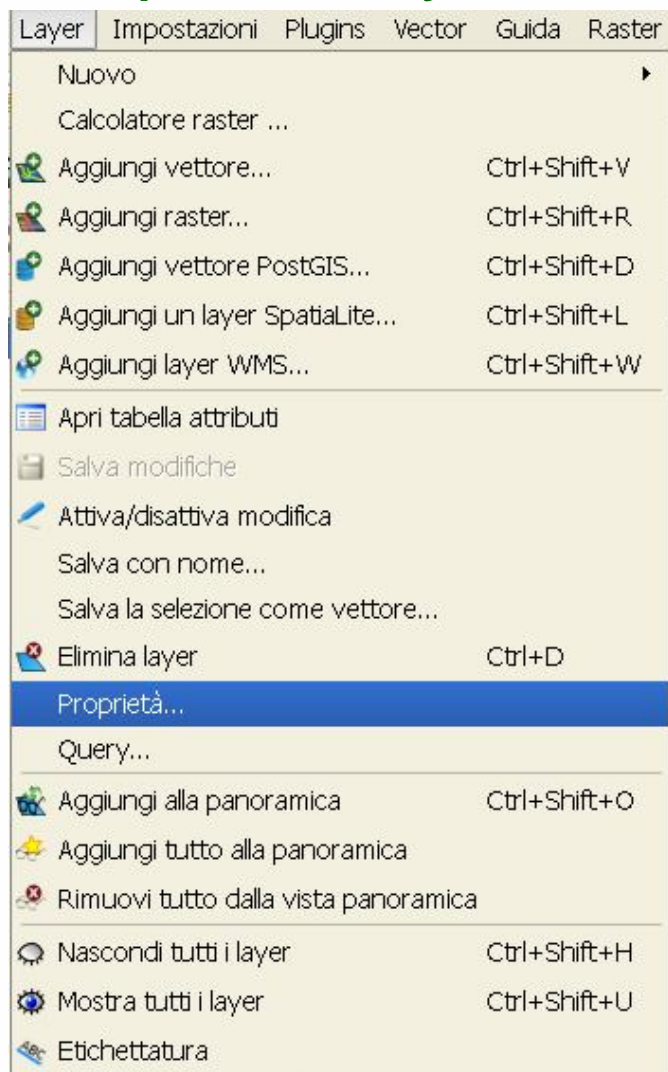 Layer Impostazioni Plugins Vector Guida Raster
Nuovo
Calcolatore raster ...
Aggiungi vettore... Ctrl+Shift+V
Aggiungi raster... Ctrl+Shift+R
Aggiungi vettore PostGIS... Ctrl+Shift+D
Aggiungi un layer SpatiaLite... Ctrl+Shift+L
Aggiungi layer WMS... Ctrl+Shift+W
Apri tabella attributi
Salva modifiche
Attiva/disattiva modifica
Salva con nome...
Salva la selezione come vettore...
Elimina layer Ctrl+D
Proprietà...
Query...
Aggiungi alla panoramica Ctrl+Shift+O
Aggiungi tutto alla panoramica
Rimuovi tutto dalla vista panoramica
Nascondi tutti i layer Ctrl+Shift+H
Mostra tutti i layer Ctrl+Shift+U
Etichettatura